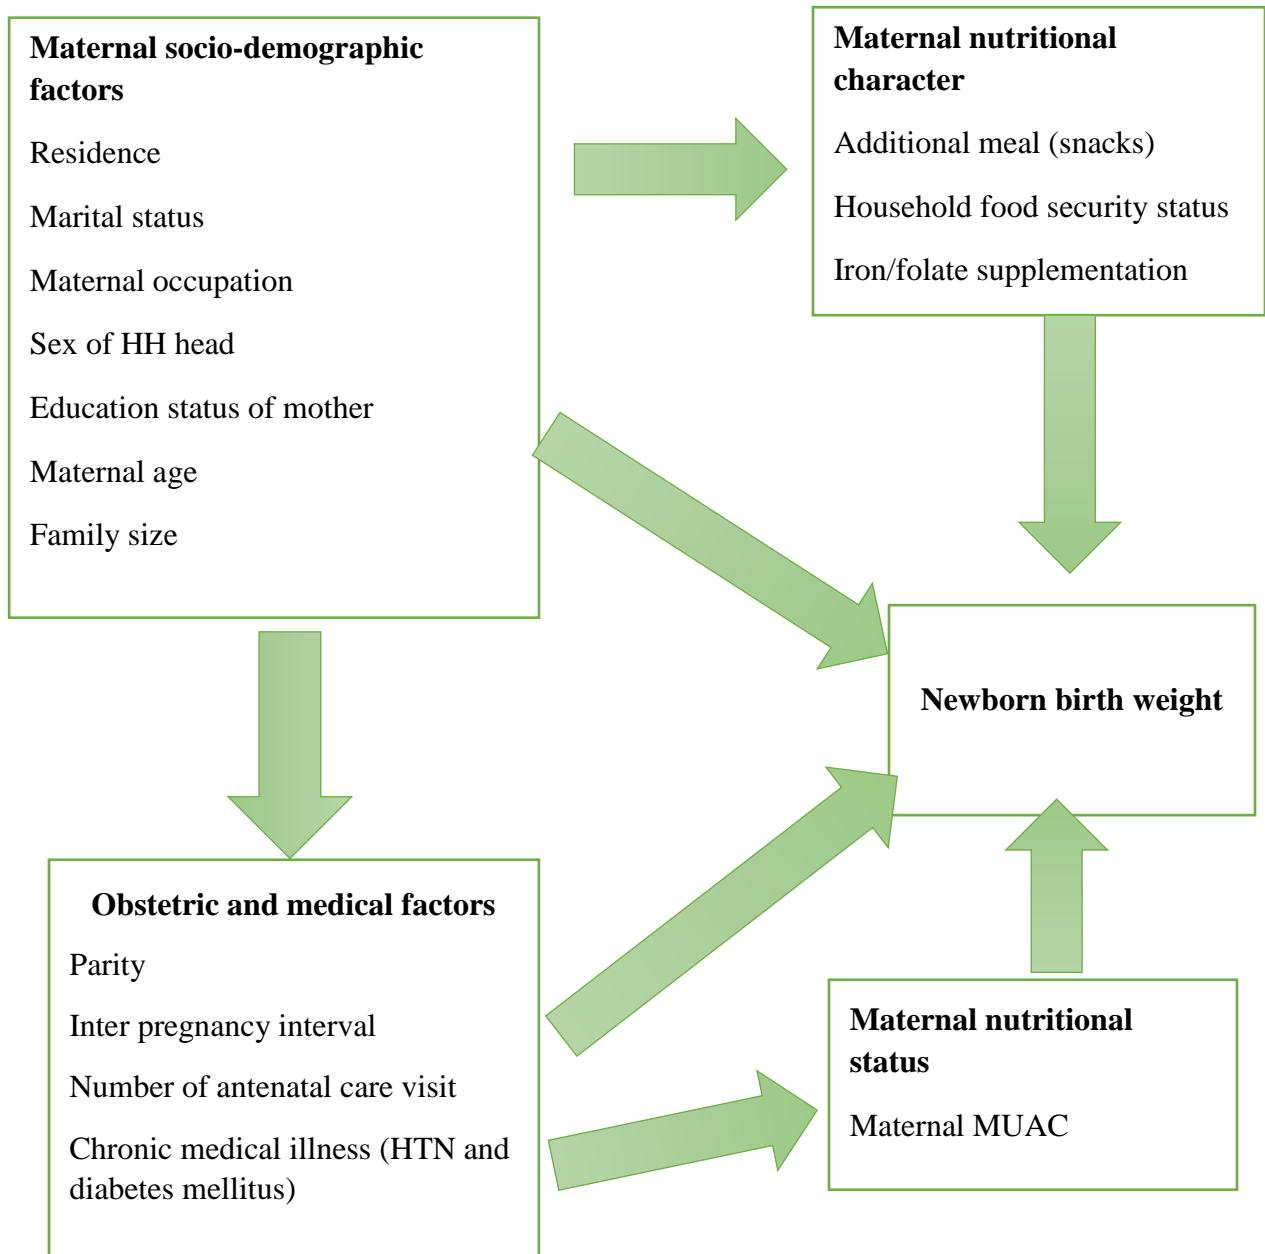 Maternal socio-demographic
factors
Residence
Marital status
Maternal occupation
Sex of HH head
Education status of mother
Maternal age
Family size
Maternal nutritional
character
Additional meal (snacks)
Household food security status
Iron/folate supplementation
Newborn birth weight
Obstetric and medical factors
Parity
Inter pregnancy interval
Number of antenatal care visit
Chronic medical illness (HTN and
diabetes mellitus)
Maternal nutritional
status
Maternal MUAC